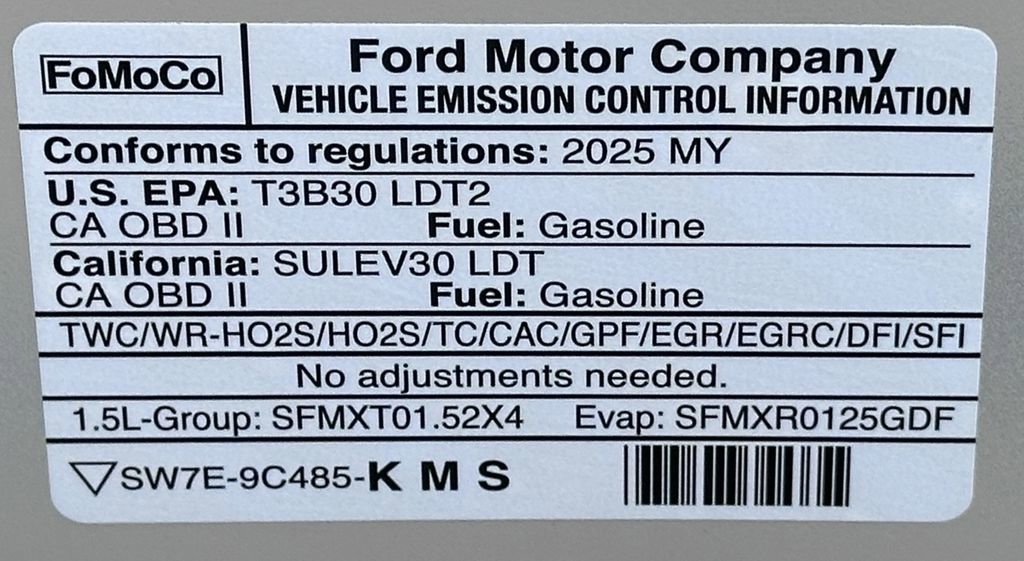 FoMoCo
Ford Motor Company
VEHICLE EMISSION CONTROL INFORMATION
Conforms to regulations: 2025 MY
U.S. EPA: T3B30 LDT2
CA OBD II Fuel: Gasoline
California: SULEV30 LDT
CA OBD II Fuel: Gasoline
TWC/WR-HO2S/HO2S/TC/CAC/GPF/EGR/EGRC/DFI/SFI
No adjustments needed.
1.5L-Group: SFMXT01.52X4 Evap: SFMXR0125GDF
SW7E-9C485-K M S